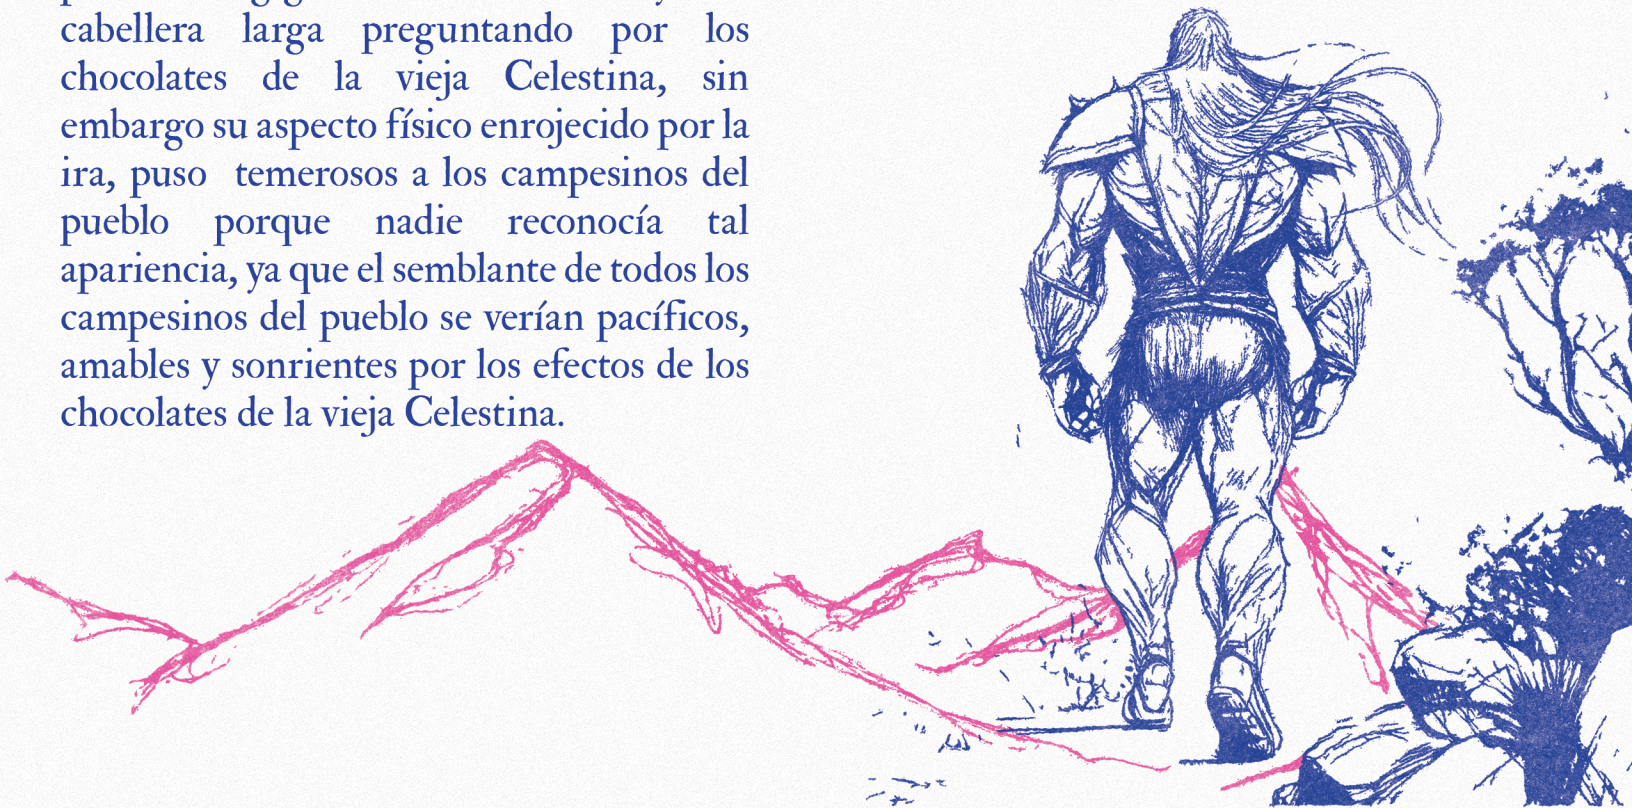 cabellera larga preguntando por los
chocolates de la vieja Celestina, sin
embargo su aspecto físico enrojecido por la
ira, puso temerosos a los campesinos del
pueblo porque nadie reconocía tal
apariencia, ya que el semblante de todos los
campesinos del pueblo se verían pacíficos,
amables y sonrientes por los efectos de los
chocolates de la vieja Celestina.